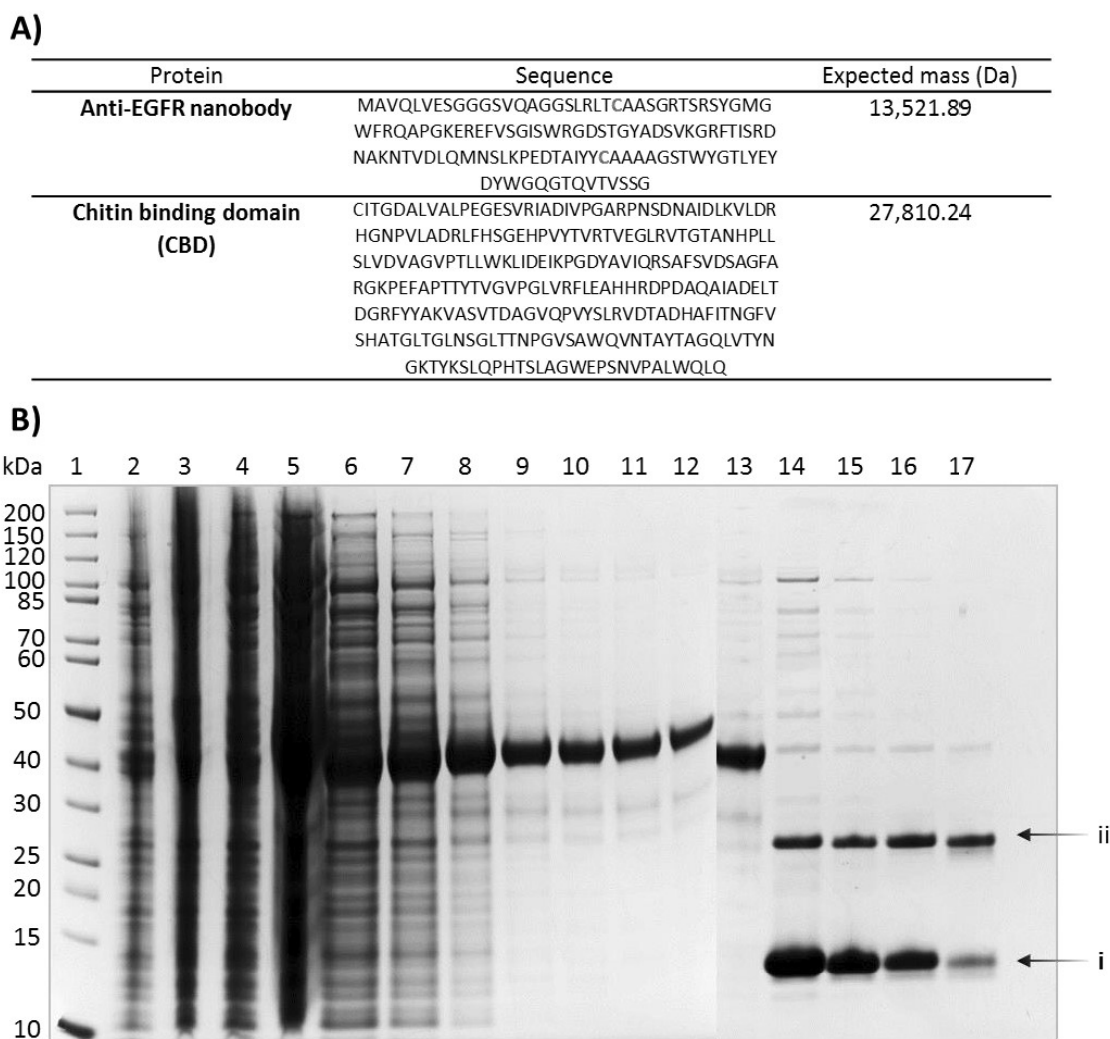 A)
Protein Sequence Expected mass (Da)
Anti-EGFR nanobody MAVQLVESGGGSVQAGGSLRLTCAASGRTSRSYGMG 13,521.89
WFRQAPGKEREFVSGISWRGDSTGYADSVKGRFTISRD
NAKNTVDLQMNSLKPEDTAIYYCAAAAGSTWYGTLYEY
DYWGQGTQVTVSSG
Chitin binding domain CITGDALVALPEGESVRIADIVPGARPNSDNAIDLKVLDR 27,810.24
(CBD) HGNPVLADRLFHSGEHPVYTVRTVEGLRVTGTANHPLL
SLVDVAGVPTLLWKLIDEIKPGDYAVIQRSAFSVDSAGFA
RGKPEFAPTTYTVGVPGLVRFLEAHHRDPDAQAIADELT
DGRFYYAKVASVTDAGVQPVYSLRVDTADHAFITNGFV
SHATGLTGLNSGLTTNPGVSAWQVNTAYTAGQLVTYN
GKTYKSLQPHTSLAGWEPSNVPALWQLQ
B)
kDa 1 2 3 4 5 6 7 8 9 10 11 12 13 14 15 16 17
200
150
120
100
85
70
60
50
40
30
25 ii
20
15 i
10